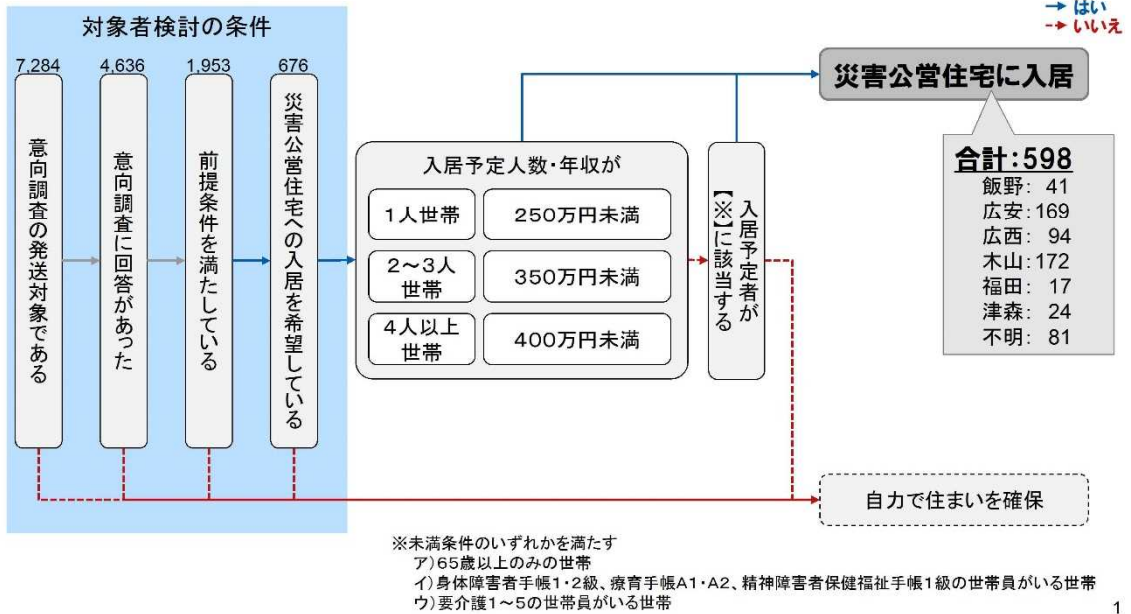 はい
いいえ
対象者検討の条件
7,284
4,636
1,953
676
意向調査の発送対象である
意向調査に回答があった
前提条件を満たしている
災害公営住宅への入居を希望している
入居予定人数・年収が
1人世帯
250万円未満
2～3人
世帯
350万円未満
4人以上
世帯
400万円未満
入居予定者が
【※】に該当する
災害公営住宅に入居
合計:598
飯野: 41
広安:169
広西: 94
木山:172
福田: 17
津森: 24
不明: 81
自力で住まいを確保
※未満条件のいずれかを満たす
ア)65歳以上のみの世帯
イ)身体障害者手帳1・2級、療育手帳A1・A2、精神障害者保健福祉手帳1級の世帯員がいる世帯
ウ)要介護1～5の世帯員がいる世帯
1